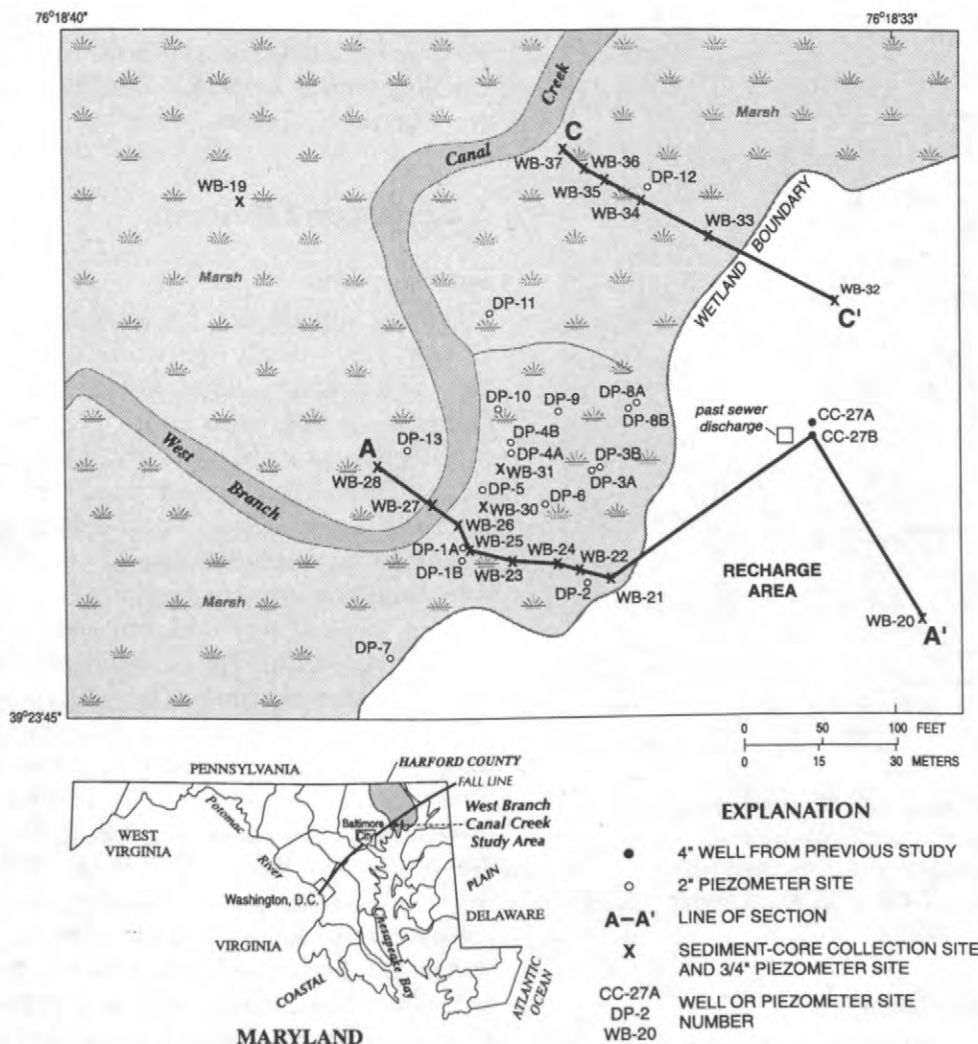 76°18'40"
76°18'33"
Creek
Canal
C
Marsh
WB-37
WB-36
WB-35
DP-12
WB-34
WB-19
WB-33
WETLAND BOUNDARY
Marsh
WB-32
C'
DP-11
DP-10
DP-9
DP-8A
DP-8B
past sewer
discharge
CC-27A
CC-27B
DP-13
DP-4B
DP-4A
A
WB-28
WB-31
DP-3B
DP-3A
West
Branch
DP-5
WB-30
DP-6
WB-27
WB-26
WB-25
DP-1A
DP-1B
WB-23
WB-24
WB-22
DP-2
WB-21
RECHARGE
AREA
Marsh
WB-20
A'
DP-7
39°23'45"
0 50 100 FEET
0 15 30 METERS
PENNSYLVANIA
HARFORD COUNTY
FALL LINE
West Branch
Canal Creek
Study Area
Baltimore
City
Potomac
River
WEST
VIRGINIA
Washington, D.C.
PLAIN
DELAWARE
VIRGINIA
Chesapeake Bay
COASTAL
ATLANTIC
OCEAN
MARYLAND
EXPLANATION
4" WELL FROM PREVIOUS STUDY
2" PIEZOMETER SITE
A–A' LINE OF SECTION
X SEDIMENT-CORE COLLECTION SITE
AND 3/4" PIEZOMETER SITE
CC-27A
DP-2
WB-20
WELL OR PIEZOMETER SITE
NUMBER